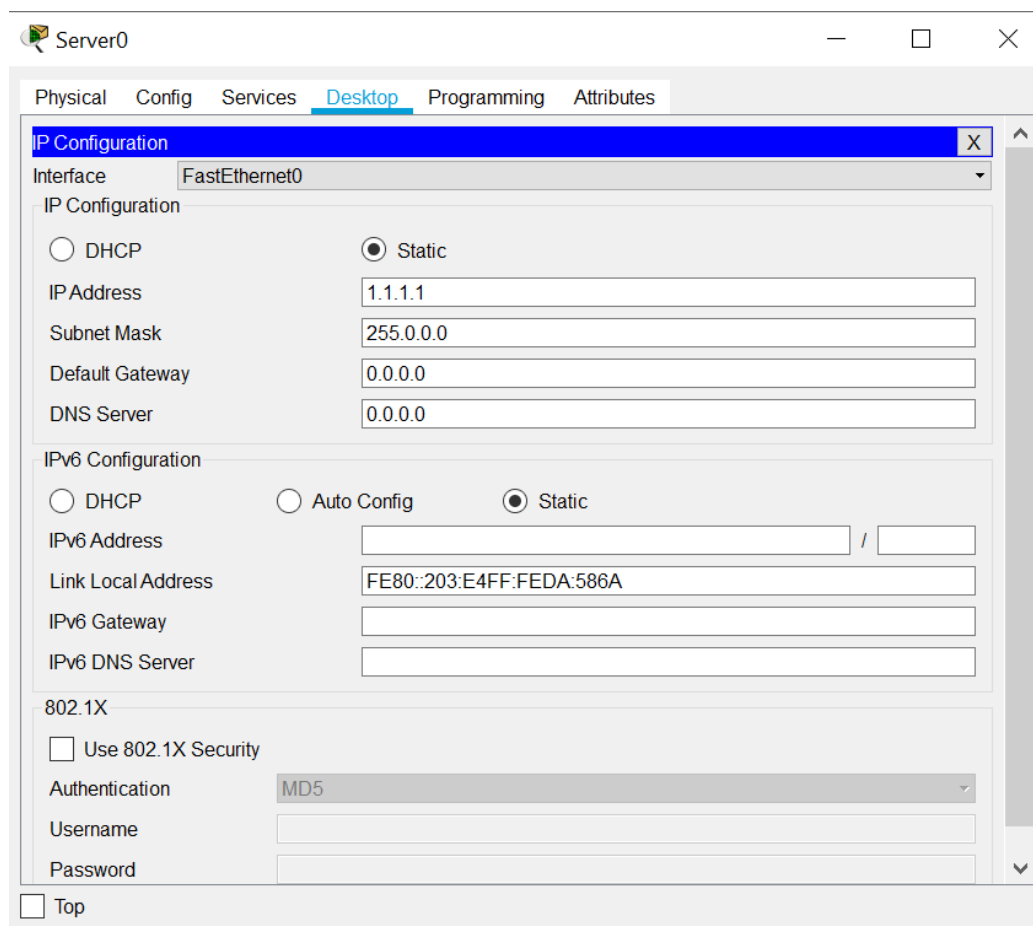 Server0
Physical Config Services Desktop Programming Attributes
IP Configuration X
Interface FastEthernet0
IP Configuration
DHCP Static
IP Address 1.1.1.1
Subnet Mask 255.0.0.0
Default Gateway 0.0.0.0
DNS Server 0.0.0.0
IPv6 Configuration
DHCP Auto Config Static
IPv6 Address /
Link Local Address FE80::203:E4FF:FEDA:586A
IPv6 Gateway
IPv6 DNS Server
802.1X
Use 802.1X Security
Authentication MD5
Username
Password
Top